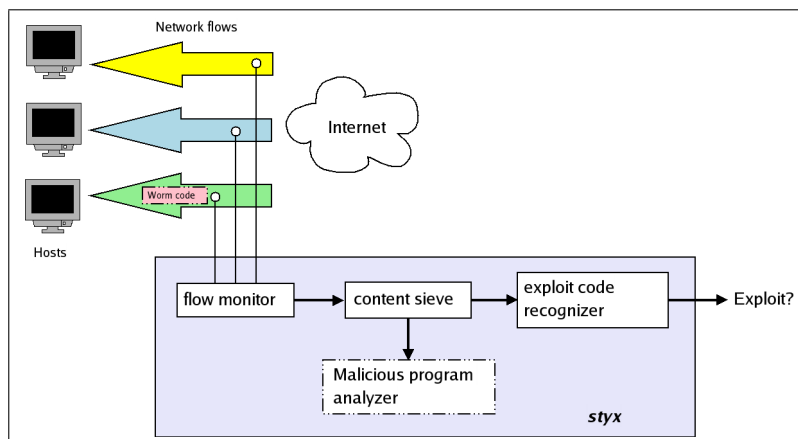 Network flows
Internet
Worm code
Hosts
flow monitor
content sieve
exploit code
recognizer
Exploit?
Malicious program
analyzer
styx